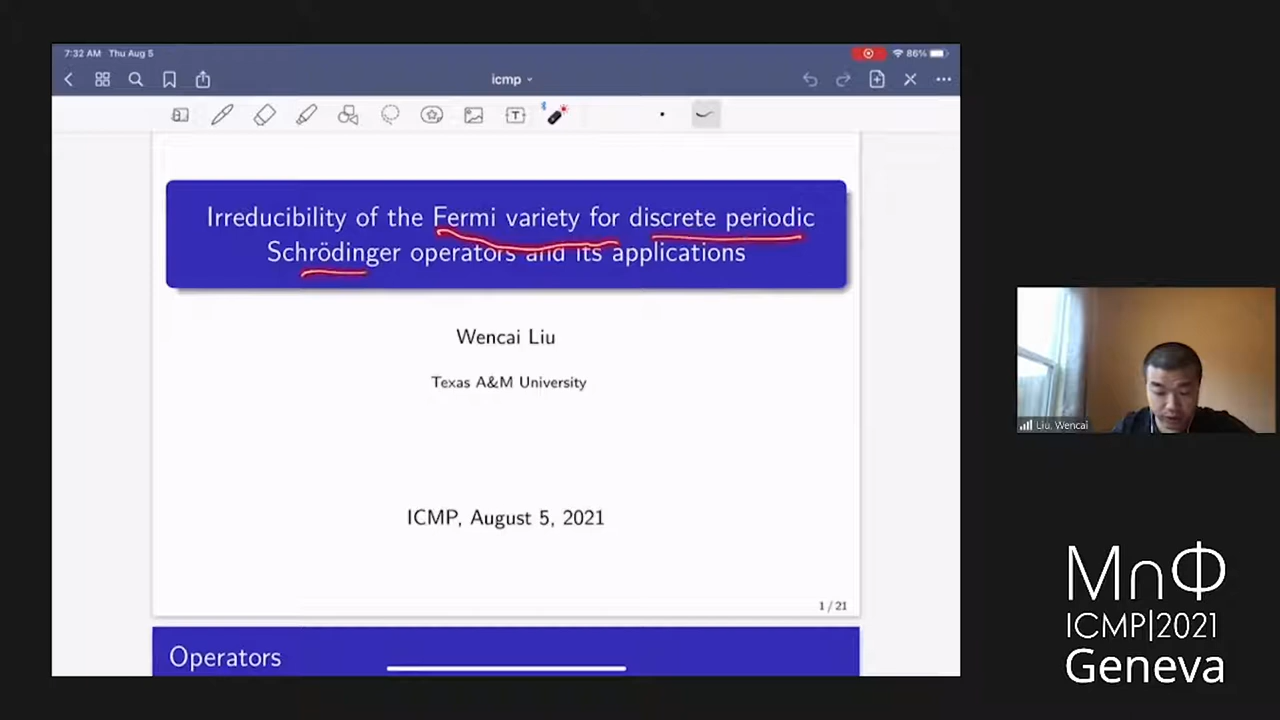 7:32 AM Thu Aug 5
86%
icmp
T
Irreducibility of the Fermi variety for discrete periodic
Schrödinger operators and its applications
Wencai Liu
Texas A&M University
ICMP, August 5, 2021
1 / 21
Operators
Liu, Wencai
M∩Φ
ICMP|2021
Geneva